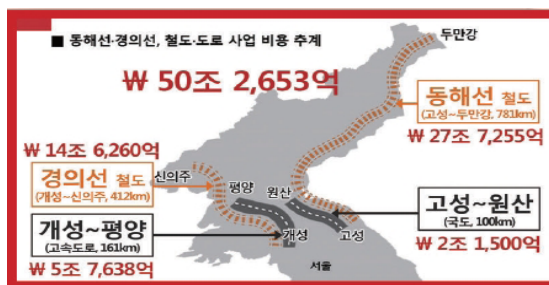 ■ 동해선·경의선, 철도·도로 사업 비용 추계
₩ 50조 2,653억
두만강
동해선 철도
(고성~두만강, 781km)
₩ 27조 7,255억
₩ 14조 6,260억
경의선 철도
(개성~신의주, 412km)
신의주
평양
원산
고성~원산
(국도, 100km)
₩ 2조 1,500억
개성~평양
(고속도로, 161km)
₩ 5조 7,638억
개성
고성
서울